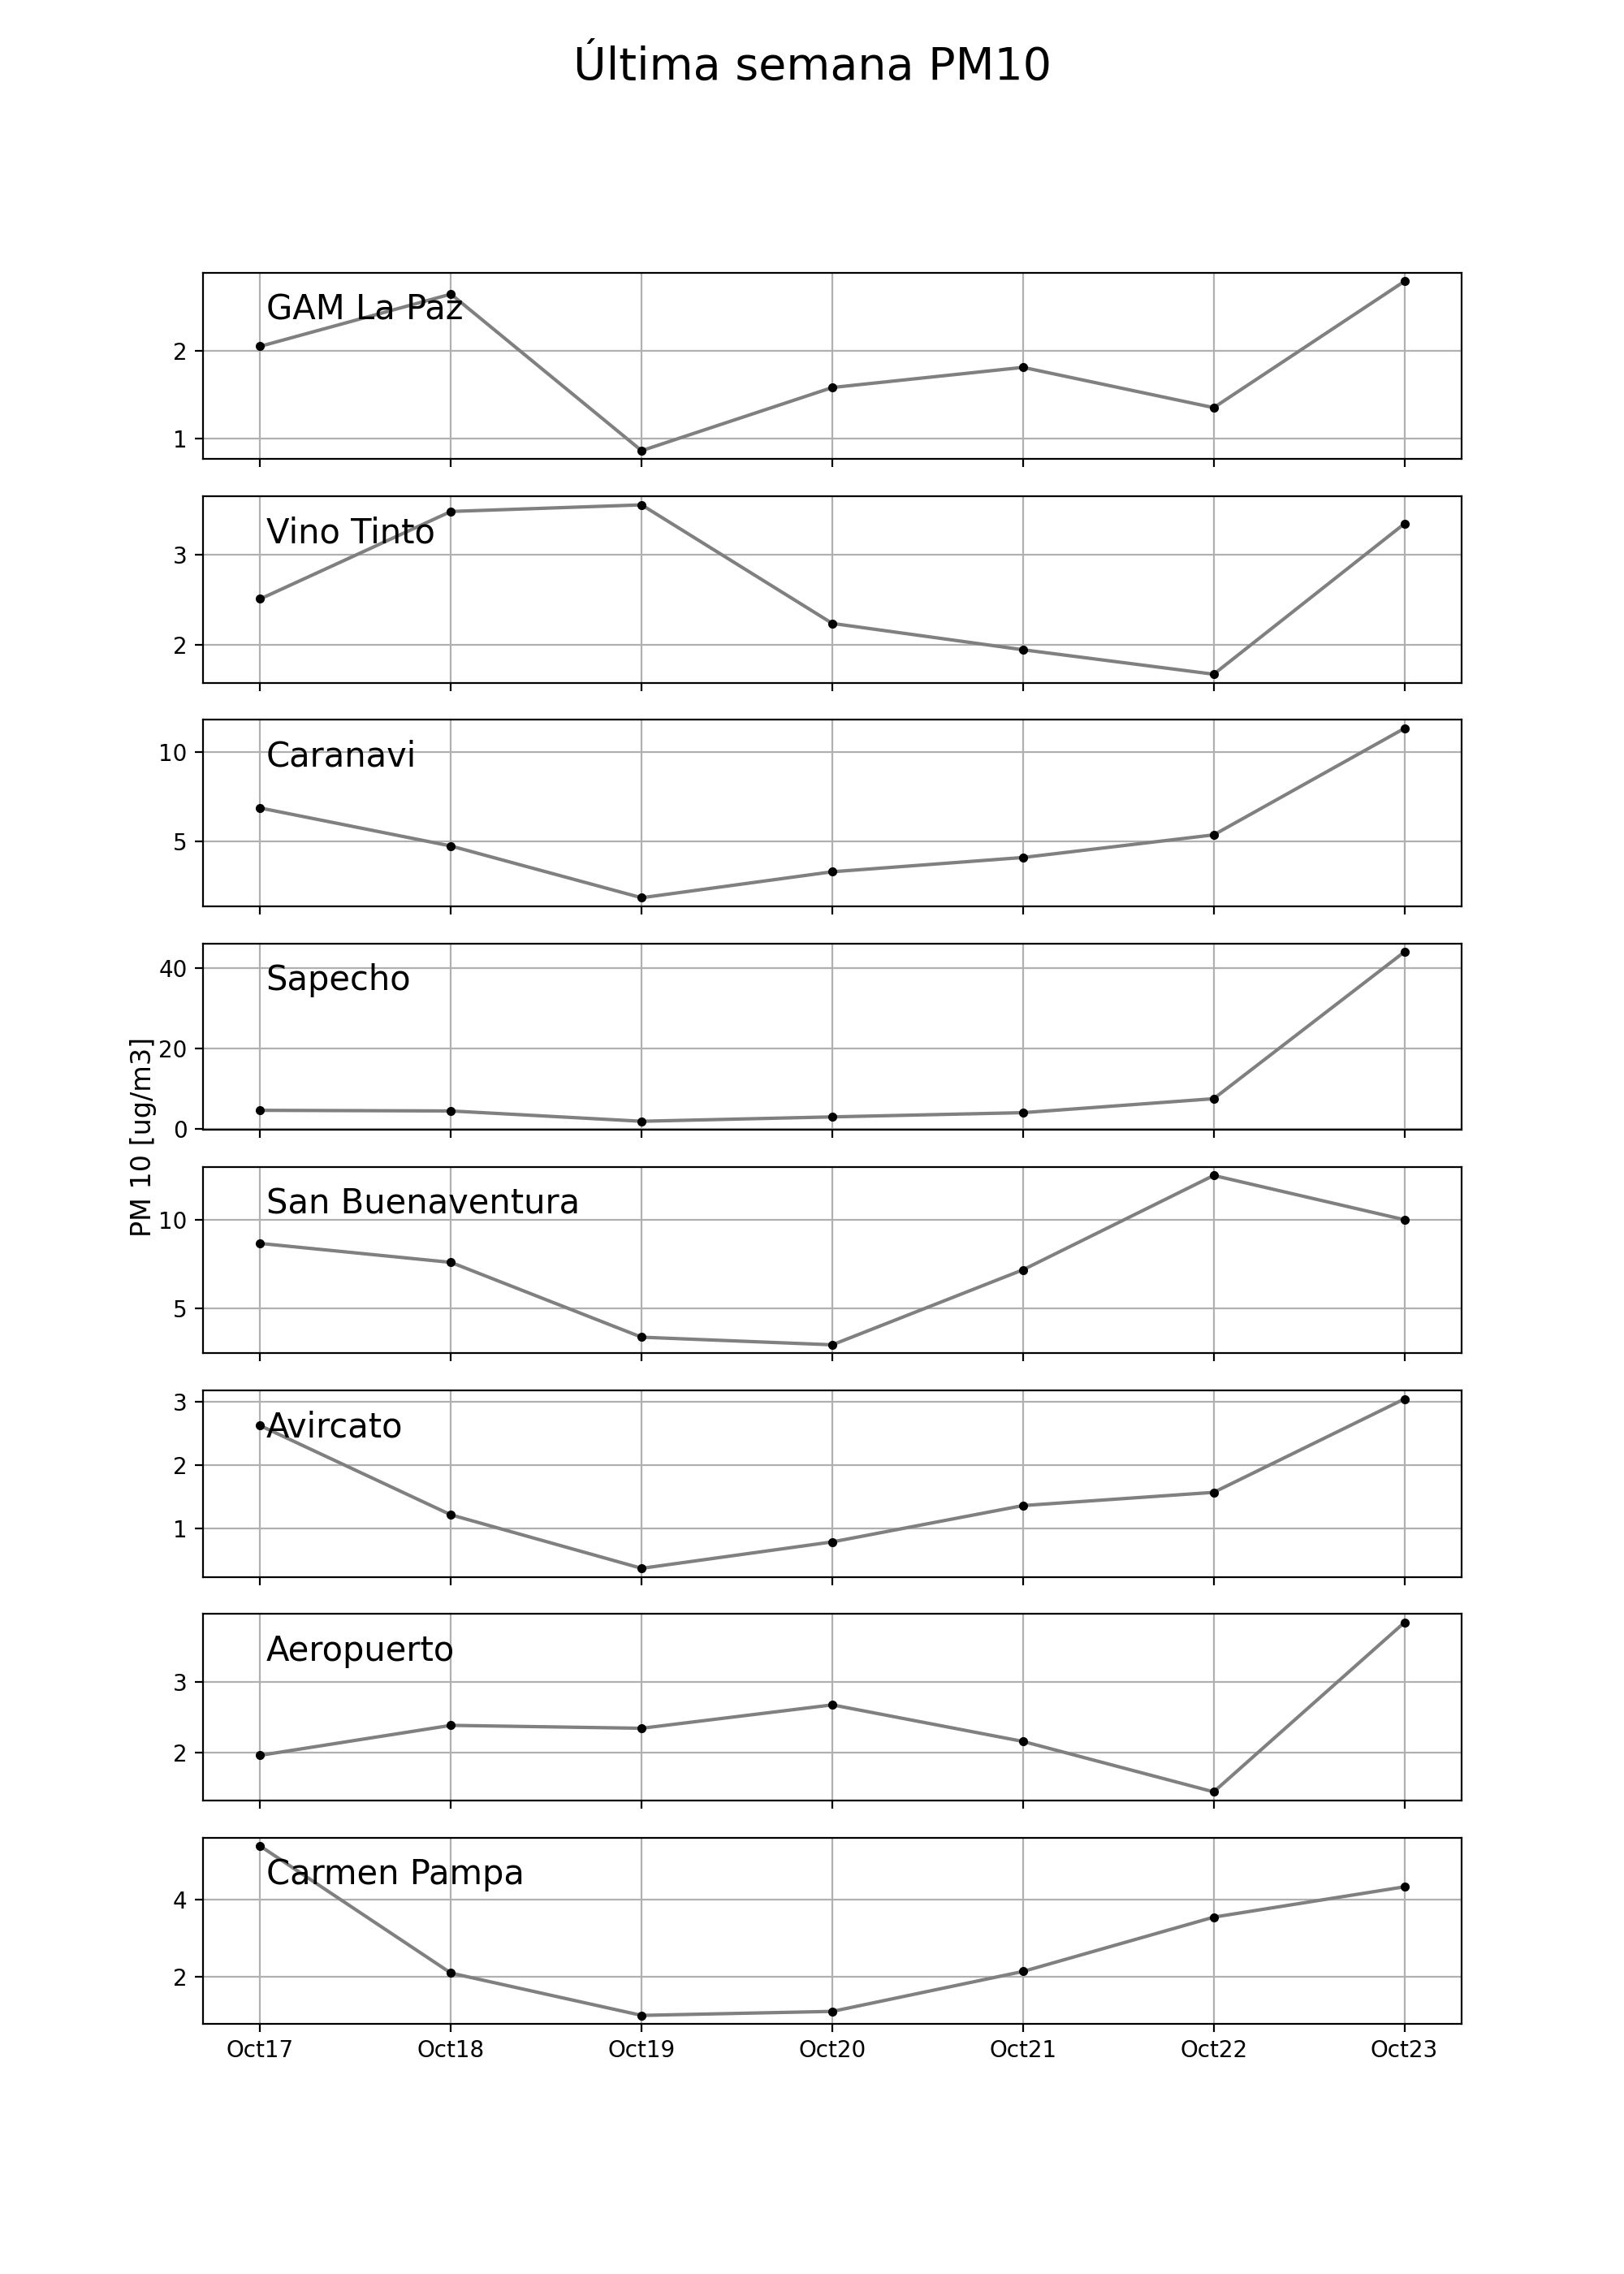 Última semana PM10
GAM La Paz
2
1
Vino Tinto
3
2
Caranavi
10
5
Sapecho
40
20
0
PM 10 [ug/m3]
San Buenaventura
10
5
Avircato
3
2
1
Aeropuerto
3
2
Carmen Pampa
4
2
Oct17 Oct18 Oct19 Oct20 Oct21 Oct22 Oct23